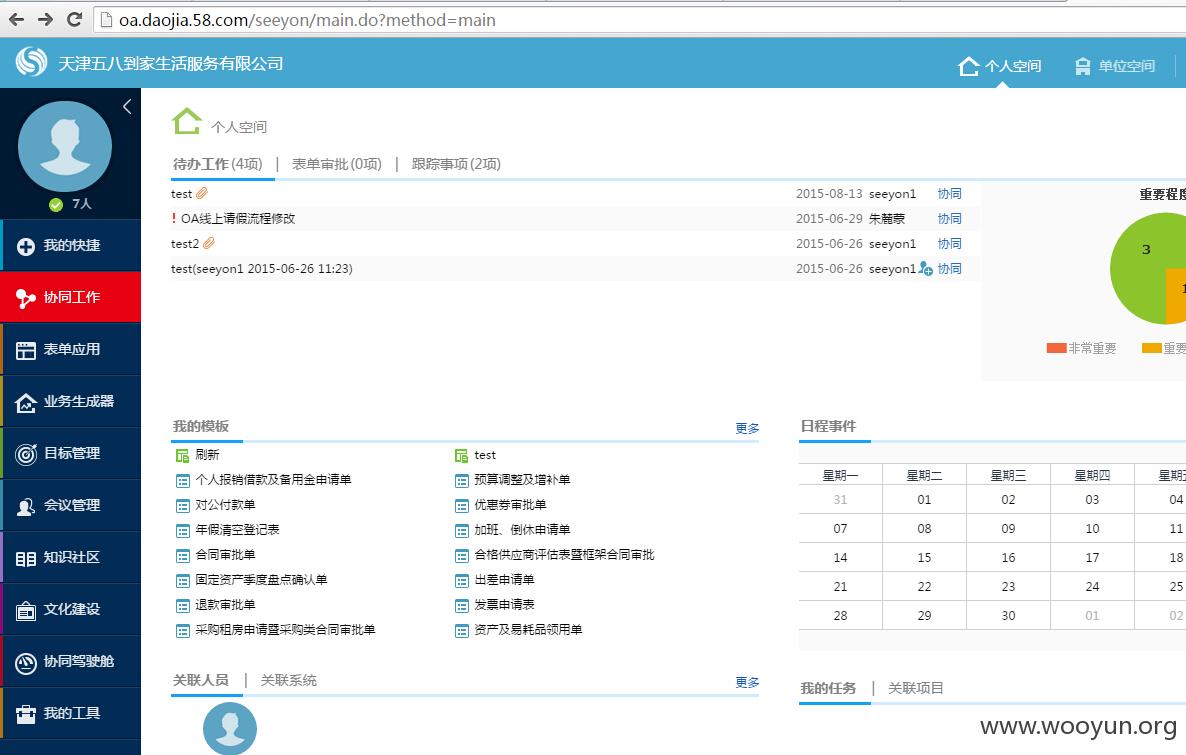 oa.daojia.58.com/seeyon/main.do?method=main
天津五八到家生活服务有限公司
个人空间
单位空间
7人
我的快捷
协同工作
表单应用
业务生成器
目标管理
会议管理
知识社区
文化建设
协同驾驶舱
我的工具
个人空间
待办工作(4项) | 表单审批(0项) | 跟踪事项(2项)
test 2015-08-13 seeyon1 协同
! OA线上请假流程修改 2015-06-29 朱麓荣 协同
test2 2015-06-26 seeyon1 协同
test(seeyon1 2015-06-26 11:23) 2015-06-26 seeyon1 协同
重要程度
3
1
非常重要 重要
我的模板 更多
刷新 test
个人报销借款及备用金申请单 预算调整及增补单
对公付款单 优惠券审批单
年假清空登记表 加班、倒休申请单
合同审批单 合格供应商评估表暨框架合同审批
固定资产季度盘点确认单 出差申请单
退款审批单 发票申请表
采购租房申请暨采购类合同审批单 资产及易耗品领用单
日程事件
星期一 星期二 星期三 星期四 星期五
31 01 02 03 04
07 08 09 10 11
14 15 16 17 18
21 22 23 24 25
28 29 30 01 02
关联人员 | 关联系统 更多
我的任务 | 关联项目
www.wooyun.org